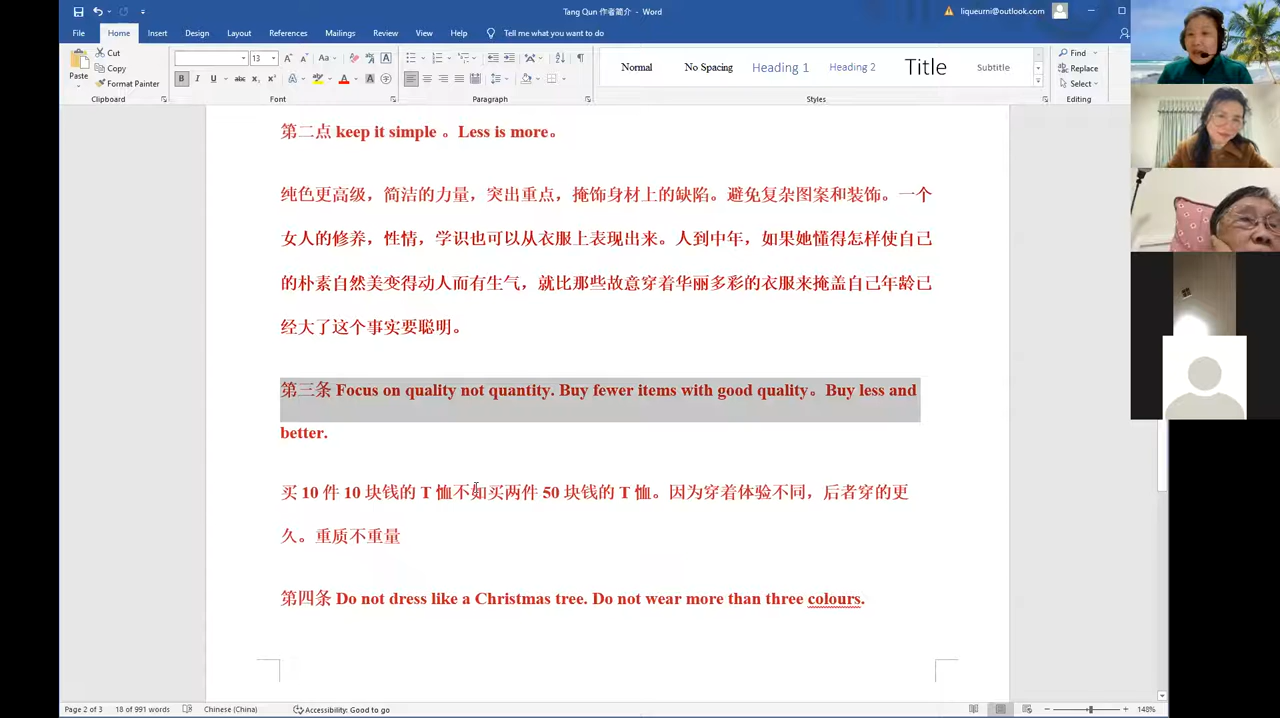 Tang Qun 作者简介 - Word
liqueurni@outlook.com
File Home Insert Design Layout References Mailings Review View Help Tell me what you want to do
Paste
Cut
Copy
Format Painter
Clipboard
13
Font
Paragraph
Normal
No Spacing
Heading 1
Heading 2
Title
Subtitle
Styles
Find
Replace
Select
Editing
第二点 keep it simple 。Less is more。
纯色更高级，简洁的力量，突出重点，掩饰身材上的缺陷。避免复杂图案和装饰。一个
女人的修养，性情，学识也可以从衣服上表现出来。人到中年，如果她懂得怎样使自己
的朴素自然美变得动人而有生气，就比那些故意穿着华丽多彩的衣服来掩盖自己年龄已
经大了这个事实要聪明。
第三条 Focus on quality not quantity. Buy fewer items with good quality。Buy less and
better.
买 10 件 10 块钱的 T 恤不如买两件 50 块钱的 T 恤。因为穿着体验不同，后者穿的更
久。重质不重量
第四条 Do not dress like a Christmas tree. Do not wear more than three colours.
Page 2 of 3 18 of 991 words Chinese (China) Accessibility: Good to go 148%